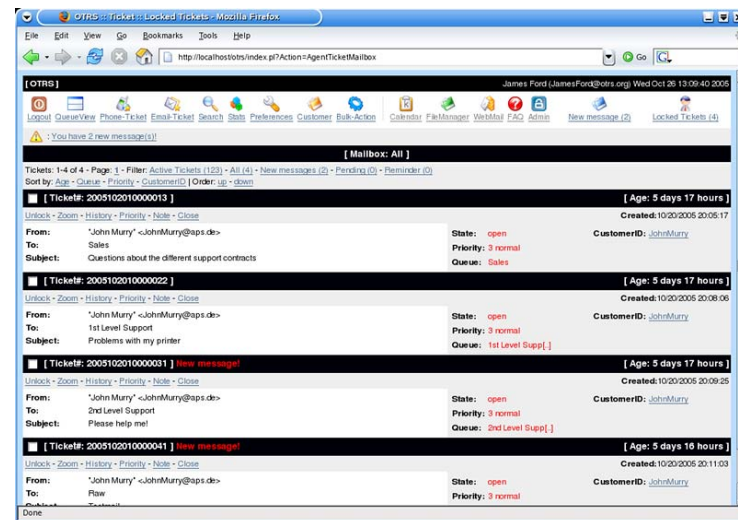 OTRS :: Ticket :: Locked Tickets - Mozilla Firefox
File Edit View Go Bookmarks Tools Help
http://localhost/otrs/index.pl?Action=AgentTicketMailbox Go
[ OTRS ] James Ford (JamesFord@otrs.org) Wed Oct 26 13:09:40 2005
Logout QueueView Phone-Ticket Email-Ticket Search Stats Preferences Customer Bulk-Action Calendar FileManager WebMail FAQ Admin New message (2) Locked Tickets (4)
: You have 2 new message(s)!
[ Mailbox: All ]
Tickets: 1-4 of 4 - Page: 1 - Filter: Active Tickets (123) - All (4) - New messages (2) - Pending (0) - Reminder (0)
Sort by: Age - Queue - Priority - CustomerID | Order: up - down
[ Ticket#: 2005102010000013 ] [ Age: 5 days 17 hours ]
Unlock - Zoom - History - Priority - Note - Close Created: 10/20/2005 20:05:17
From: "John Murry" <JohnMurry@aps.de> State: open CustomerID: JohnMurry
To: Sales Priority: 3 normal
Subject: Questions about the different support contracts Queue: Sales
[ Ticket#: 2005102010000022 ] [ Age: 5 days 17 hours ]
Unlock - Zoom - History - Priority - Note - Close Created: 10/20/2005 20:08:06
From: "John Murry" <JohnMurry@aps.de> State: open CustomerID: JohnMurry
To: 1st Level Support Priority: 3 normal
Subject: Problems with my printer Queue: 1st Level Supp[..]
[ Ticket#: 2005102010000031 ] New message! [ Age: 5 days 17 hours ]
Unlock - Zoom - History - Priority - Note - Close Created: 10/20/2005 20:09:25
From: "John Murry" <JohnMurry@aps.de> State: open CustomerID: JohnMurry
To: 2nd Level Support Priority: 3 normal
Subject: Please help me! Queue: 2nd Level Supp[..]
[ Ticket#: 2005102010000041 ] New message! [ Age: 5 days 16 hours ]
Unlock - Zoom - History - Priority - Note - Close Created: 10/20/2005 20:11:03
From: "John Murry" <JohnMurry@aps.de> State: open CustomerID: JohnMurry
To: Raw Priority: 3 normal
Done